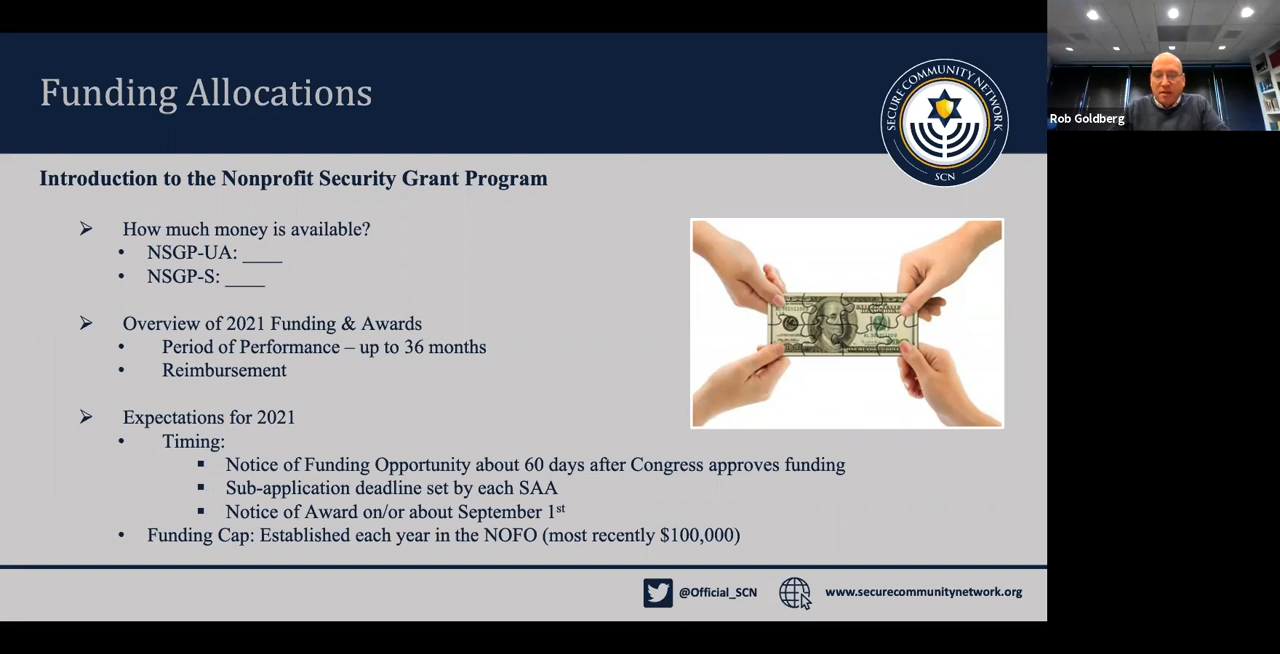 Funding Allocations
SECURE COMMUNITY NETWORK
SCN
Rob Goldberg
Introduction to the Nonprofit Security Grant Program
➢ How much money is available?
• NSGP-UA: ____
• NSGP-S: ____
➢ Overview of 2021 Funding & Awards
• Period of Performance – up to 36 months
• Reimbursement
➢ Expectations for 2021
• Timing:
▪ Notice of Funding Opportunity about 60 days after Congress approves funding
▪ Sub-application deadline set by each SAA
▪ Notice of Award on/or about September 1st
• Funding Cap: Established each year in the NOFO (most recently $100,000)
@Official_SCN
www.securecommunitynetwork.org